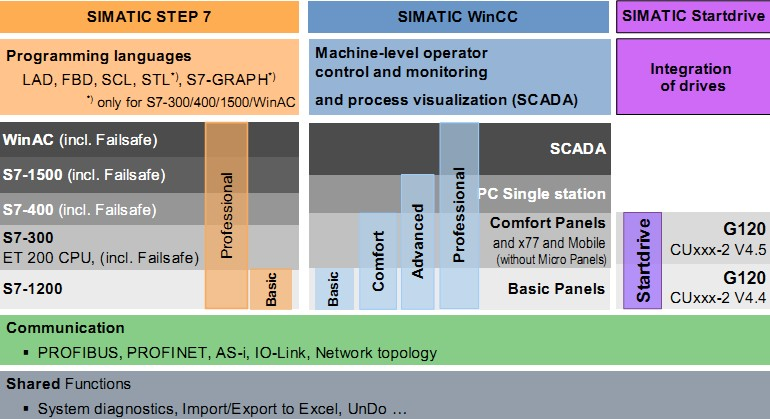 SIMATIC STEP 7
Programming languages
LAD, FBD, SCL, STL*), S7-GRAPH*)
*) only for S7-300/400/1500/WinAC
WinAC (incl. Failsafe)
S7-1500 (incl. Failsafe)
S7-400 (incl. Failsafe)
S7-300
ET 200 CPU, (incl. Failsafe)
S7-1200
Professional
Basic
SIMATIC WinCC
Machine-level operator
control and monitoring
and process visualization (SCADA)
SCADA
PC Single station
Comfort Panels
and x77 and Mobile
(without Micro Panels)
Basic Panels
Basic
Comfort
Advanced
Professional
SIMATIC Startdrive
Integration
of drives
Startdrive
G120
CUxxx-2 V4.5
G120
CUxxx-2 V4.4
Communication
▪ PROFIBUS, PROFINET, AS-i, IO-Link, Network topology
Shared Functions
▪ System diagnostics, Import/Export to Excel, UnDo …